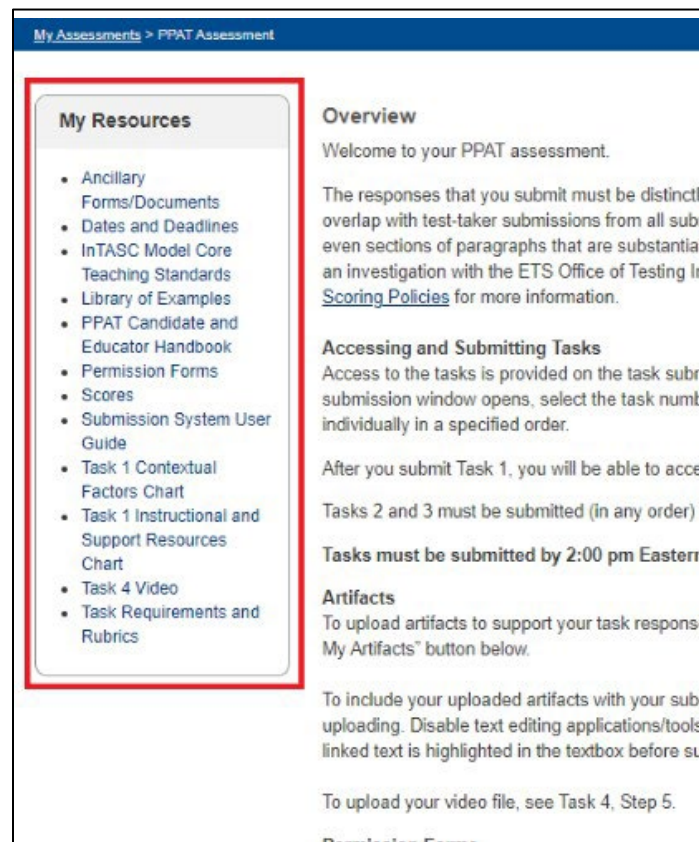 My Assessments > PPAT Assessment
My Resources
• Ancillary
Forms/Documents
• Dates and Deadlines
• InTASC Model Core
Teaching Standards
• Library of Examples
• PPAT Candidate and
Educator Handbook
• Permission Forms
• Scores
• Submission System User
Guide
• Task 1 Contextual
Factors Chart
• Task 1 Instructional and
Support Resources
Chart
• Task 4 Video
• Task Requirements and
Rubrics
Overview
Welcome to your PPAT assessment.
The responses that you submit must be distinctl
overlap with test-taker submissions from all sub
even sections of paragraphs that are substantia
an investigation with the ETS Office of Testing I
Scoring Policies for more information.
Accessing and Submitting Tasks
Access to the tasks is provided on the task subm
submission window opens, select the task numb
individually in a specified order.
After you submit Task 1, you will be able to acce
Tasks 2 and 3 must be submitted (in any order)
Tasks must be submitted by 2:00 pm Eastern
Artifacts
To upload artifacts to support your task respons
My Artifacts" button below.
To include your uploaded artifacts with your sub
uploading. Disable text editing applications/tools
linked text is highlighted in the textbox before su
To upload your video file, see Task 4, Step 5.
Permission Forms